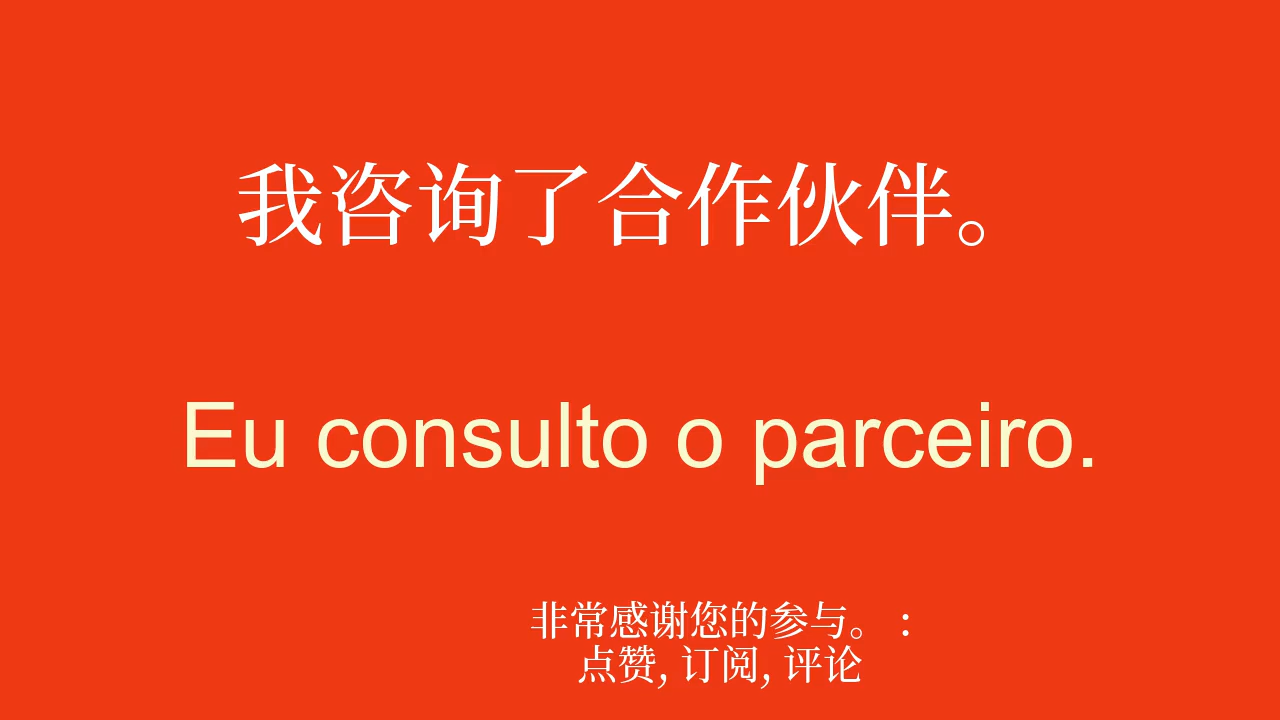 我咨询了合作伙伴。
Eu consulto o parceiro.
非常感谢您的参与。 :
点赞, 订阅, 评论